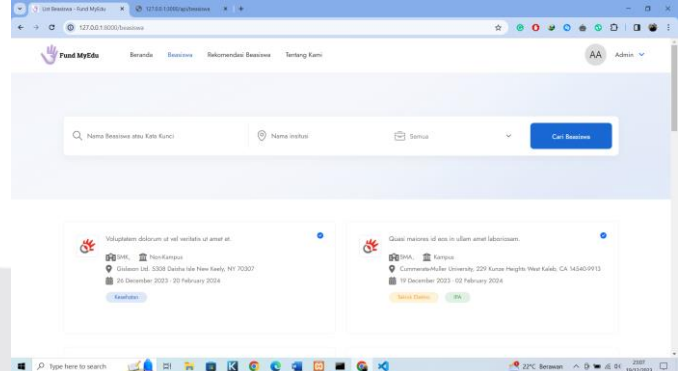 List Beasiswa - Fund MyEdu
127.0.0.1:8000/api/beasiswa
127.0.0.1:8000/beasiswa
Fund MyEdu Beranda Beasiswa Rekomendasi Beasiswa Tentang Kami AA Admin
Nama Beasiswa atau Kata Kunci Nama insitusi Semua Cari Beasiswa
Voluptatem dolorum ut vel veritatis ut amet et.
SMK, Non-Kampus
Gislason Ltd. 5308 Daisha Isle New Keely, NY 70307
26 December 2023 - 20 February 2024
Kesehatan
Quasi maiores id eos in ullam amet laboriosam.
SMA, Kampus
Cummerata-Muller University, 229 Kunze Heights West Kaleb, CA 14540-9913
19 December 2023 - 02 February 2024
Teknik Elektro IPA
Type here to search 22°C Berawan 23:07